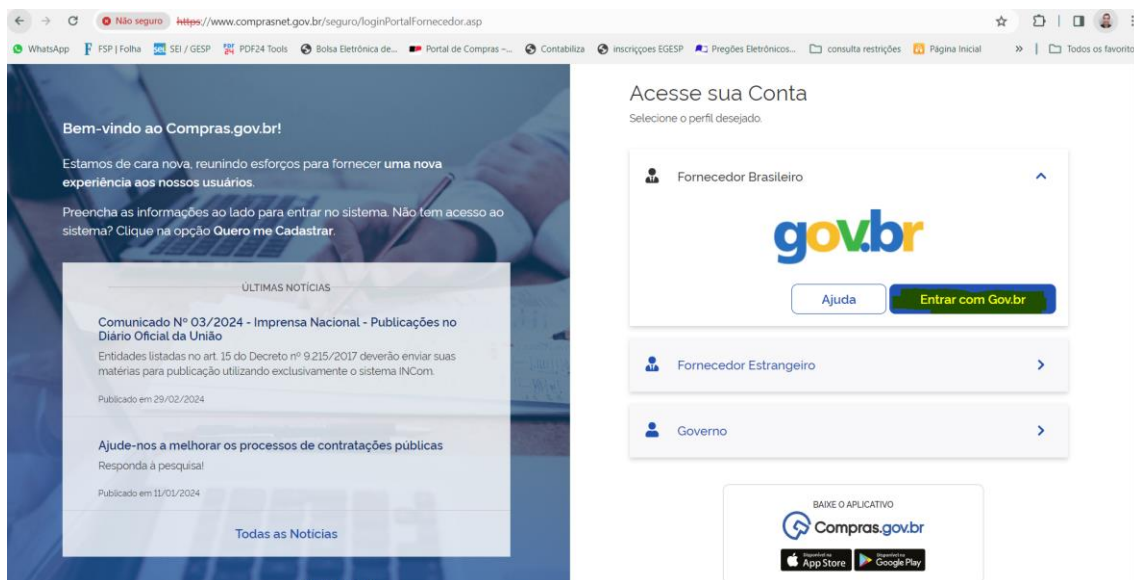 Não seguro https://www.comprasnet.gov.br/seguro/loginPortalFornecedor.asp
WhatsApp FSP | Folha SEI / GESP PDF24 Tools Bolsa Eletrônica de... Portal de Compras –... Contabiliza inscriçoes EGESP Pregões Eletrônicos... consulta restrições Página Inicial » Todos os favorito
Bem-vindo ao Compras.gov.br!
Estamos de cara nova, reunindo esforços para fornecer uma nova
experiência aos nossos usuários.
Preencha as informações ao lado para entrar no sistema. Não tem acesso ao
sistema? Clique na opção Quero me Cadastrar.
ÚLTIMAS NOTÍCIAS
Comunicado Nº 03/2024 - Imprensa Nacional - Publicações no
Diário Oficial da União
Entidades listadas no art. 15 do Decreto nº 9.215/2017 deverão enviar suas
matérias para publicação utilizando exclusivamente o sistema INCom.
Publicado em 29/02/2024
Ajude-nos a melhorar os processos de contratações públicas
Responda à pesquisa!
Publicado em 11/01/2024
Todas as Notícias
Acesse sua Conta
Selecione o perfil desejado.
Fornecedor Brasileiro
gov.br
Ajuda
Entrar com Gov.br
Fornecedor Estrangeiro
Governo
BAIXE O APLICATIVO
Compras.gov.br
Disponível na App Store
Disponível no Google Play